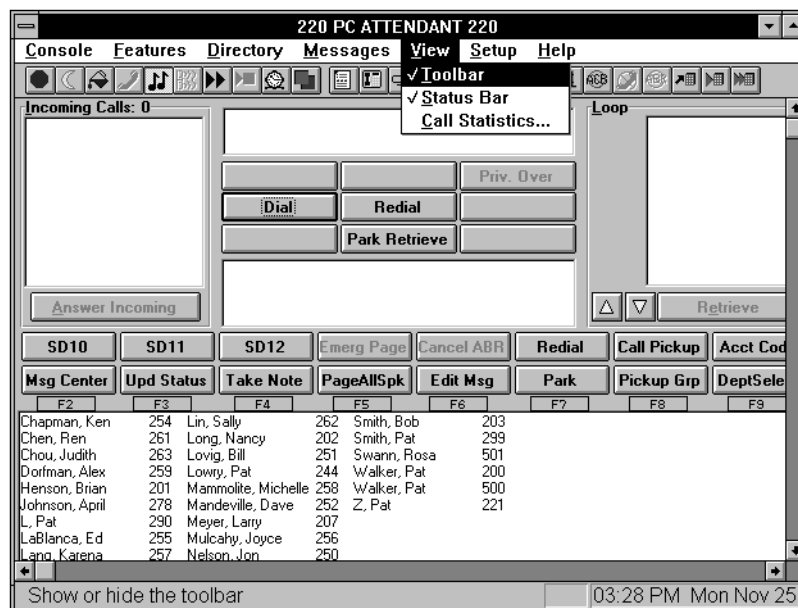 220 PC ATTENDANT 220
Console Features Directory Messages View Setup Help
✓ Toolbar
✓ Status Bar
Call Statistics...
ACB
Incoming Calls: 0
Loop
Priv. Over
Dial Redial
Park Retrieve
Answer Incoming
Retrieve
SD10 SD11 SD12 Emerg Page Cancel ABR Redial Call Pickup Acct Cod
Msg Center Upd Status Take Note PageAllSpk Edit Msg Park Pickup Grp DeptSele
F2 F3 F4 F5 F6 F7 F8 F9
Chapman, Ken 254 Lin, Sally 262 Smith, Bob 203
Chen, Ren 261 Long, Nancy 202 Smith, Pat 299
Chou, Judith 263 Lovig, Bill 251 Swann, Rosa 501
Dorfman, Alex 259 Lowry, Pat 244 Walker, Pat 200
Henson, Brian 201 Mammolite, Michelle 258 Walker, Pat 500
Johnson, April 278 Mandeville, Dave 252 Z, Pat 221
L, Pat 290 Meyer, Larry 207
LaBlanca, Ed 255 Mulcahy, Joyce 256
Lang, Karena 257 Nelson, Jon 250
Show or hide the toolbar 03:28 PM Mon Nov 25